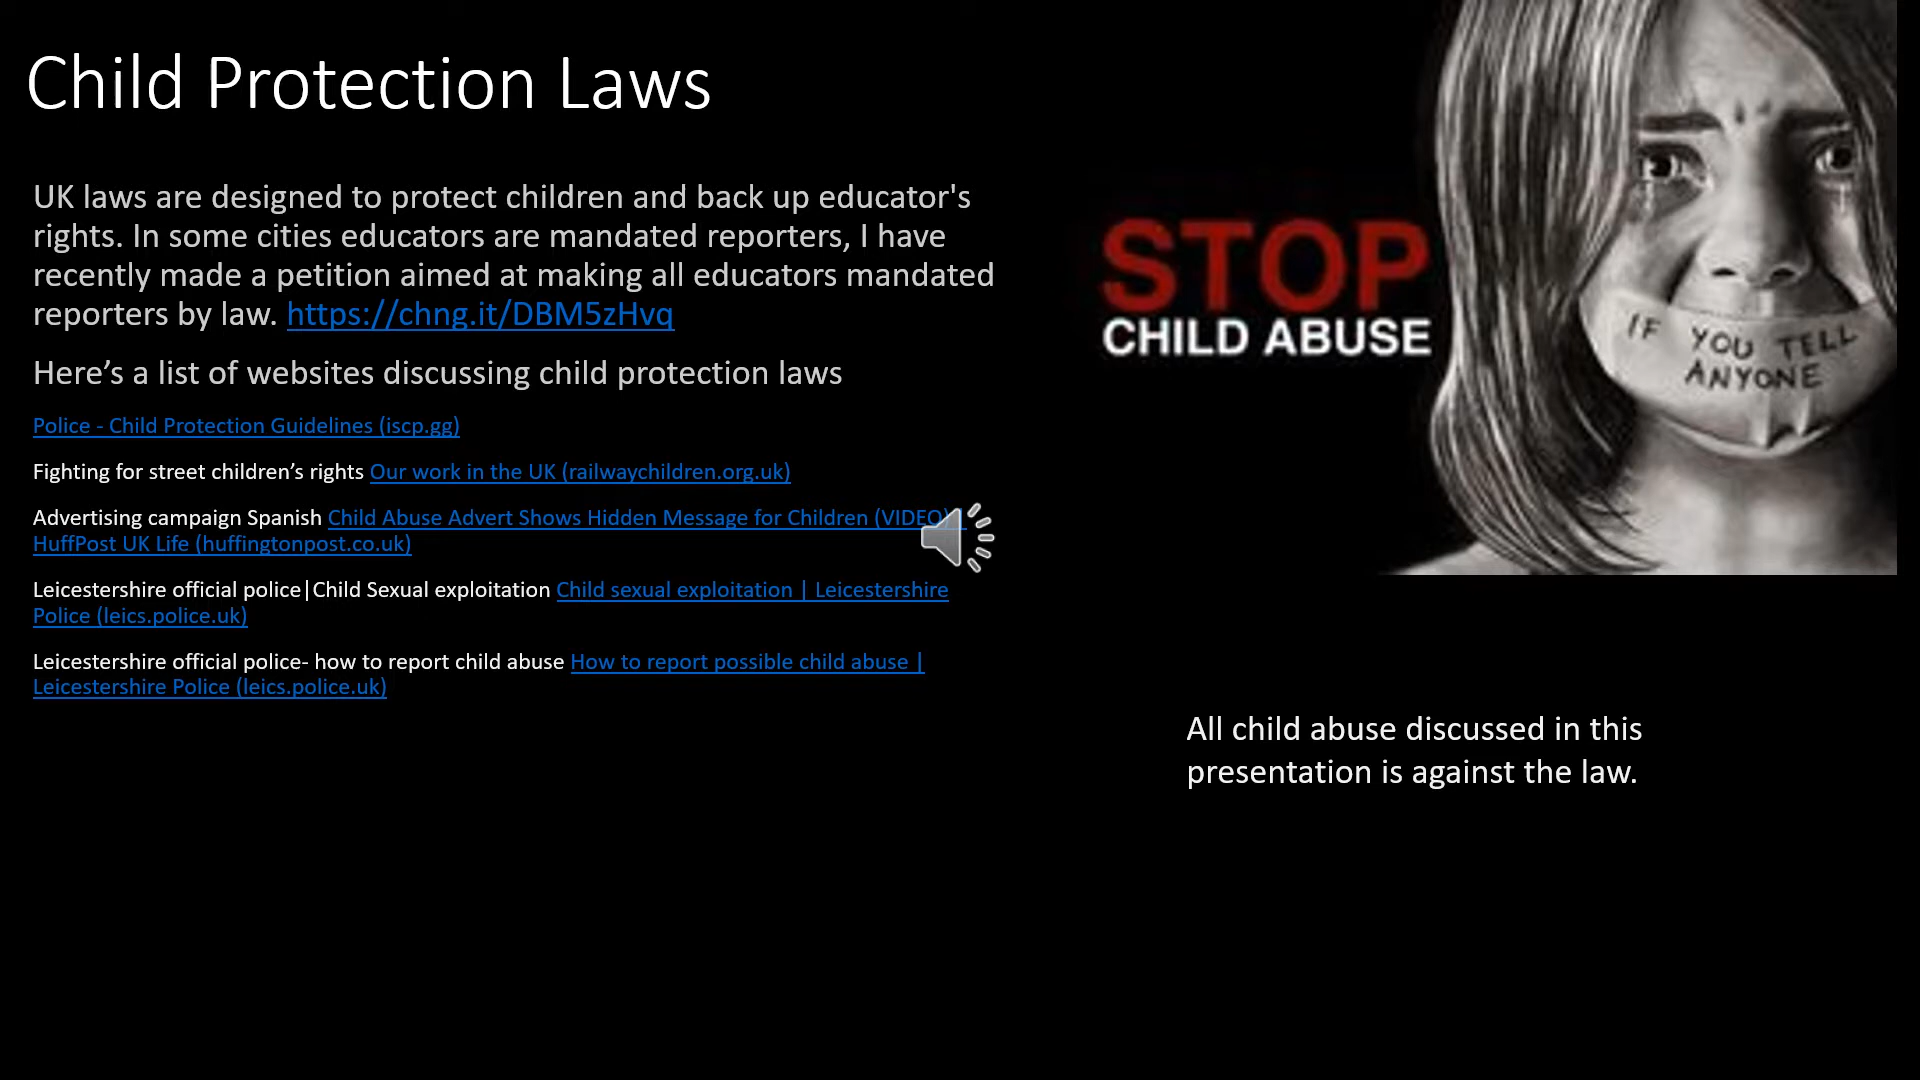 Child Protection Laws
UK laws are designed to protect children and back up educator's
rights. In some cities educators are mandated reporters, I have
recently made a petition aimed at making all educators mandated
reporters by law. https://chng.it/DBM5zHvq
Here’s a list of websites discussing child protection laws
Police - Child Protection Guidelines (iscp.gg)
Fighting for street children’s rights Our work in the UK (railwaychildren.org.uk)
Advertising campaign Spanish Child Abuse Advert Shows Hidden Message for Children (VIDEO) |
HuffPost UK Life (huffingtonpost.co.uk)
Leicestershire official police|Child Sexual exploitation Child sexual exploitation | Leicestershire
Police (leics.police.uk)
Leicestershire official police- how to report child abuse How to report possible child abuse |
Leicestershire Police (leics.police.uk)
STOP
CHILD ABUSE
IF YOU TELL
ANYONE
All child abuse discussed in this
presentation is against the law.